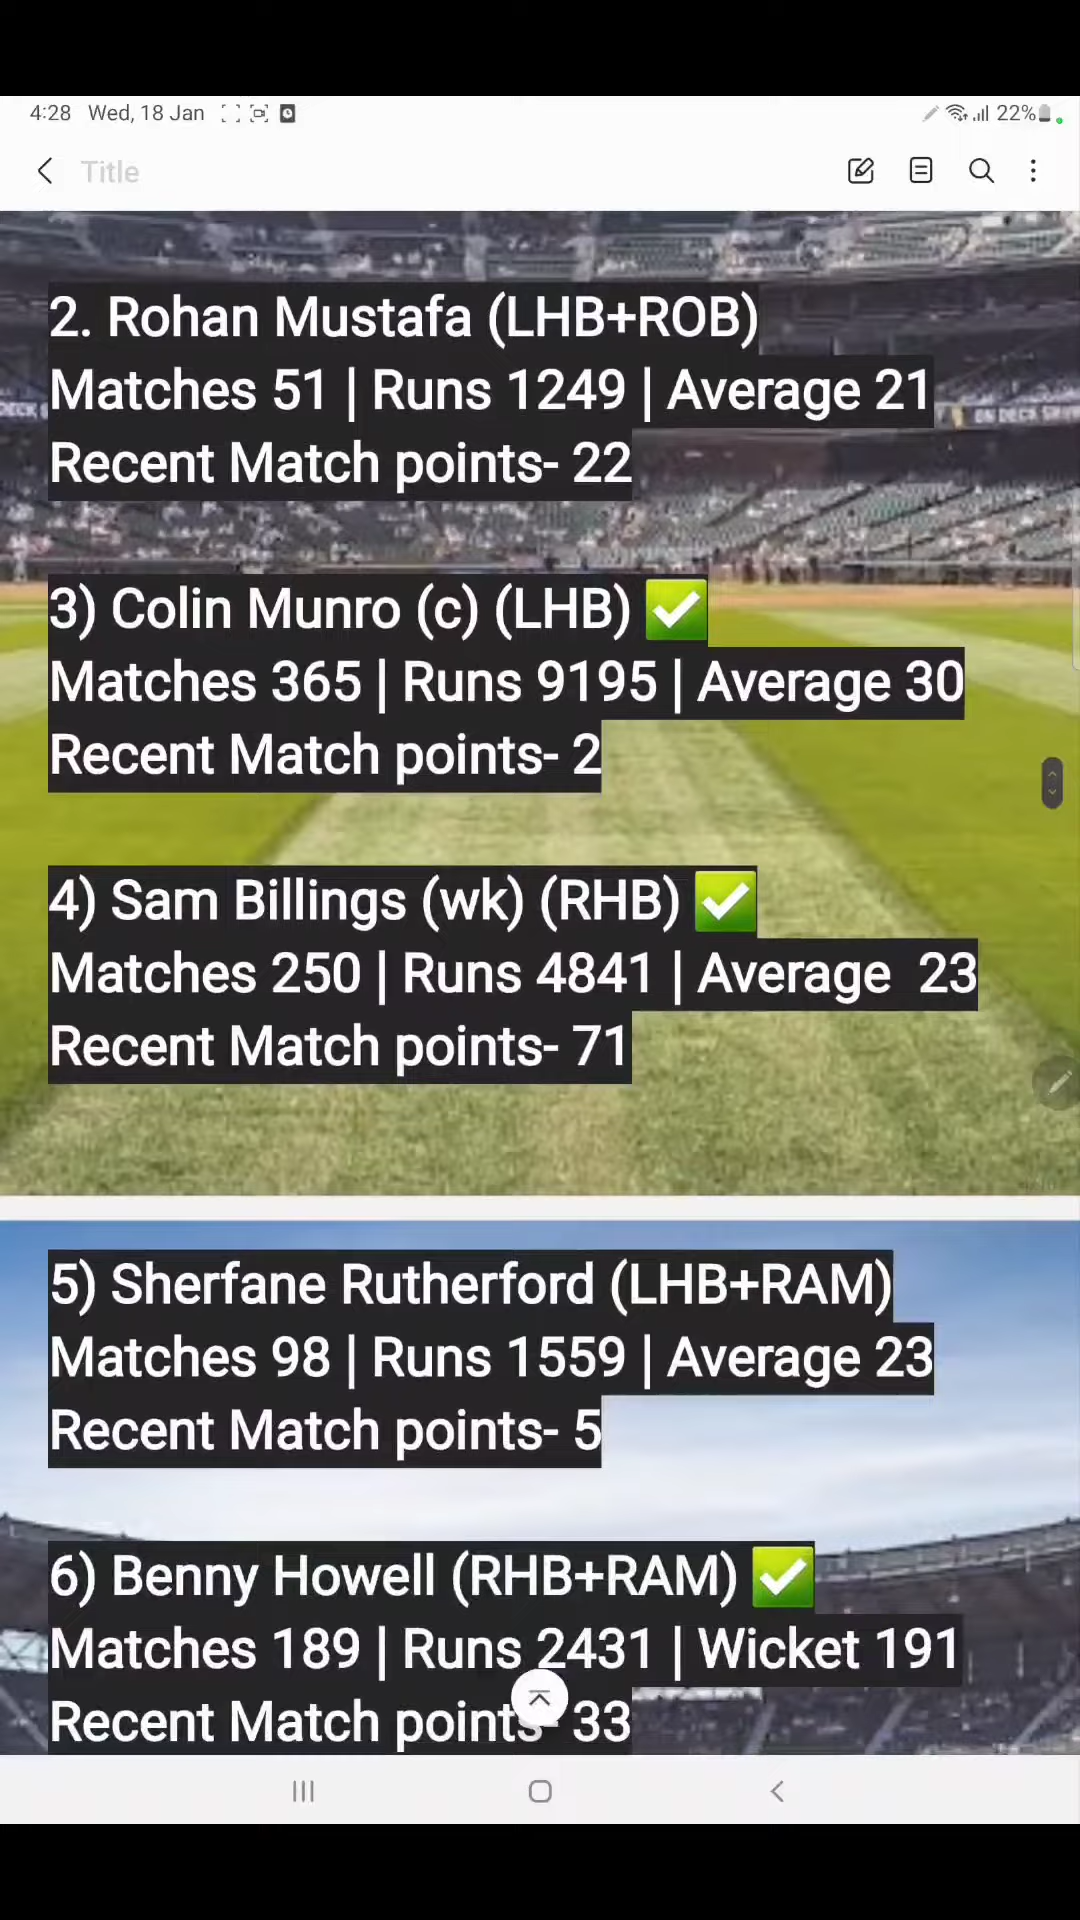 4:28 Wed, 18 Jan 22%
Title
2. Rohan Mustafa (LHB+ROB)
Matches 51 | Runs 1249 | Average 21
Recent Match points- 22
3) Colin Munro (c) (LHB) ✅
Matches 365 | Runs 9195 | Average 30
Recent Match points- 2
4) Sam Billings (wk) (RHB) ✅
Matches 250 | Runs 4841 | Average  23
Recent Match points- 71
5) Sherfane Rutherford (LHB+RAM)
Matches 98 | Runs 1559 | Average 23
Recent Match points- 5
6) Benny Howell (RHB+RAM) ✅
Matches 189 | Runs 2431 | Wicket 191
Recent Match points- 33